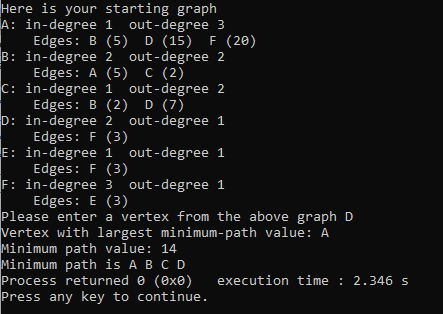 Here is your starting graph
A: in-degree 1  out-degree 3
    Edges: B (5)  D (15)  F (20)
B: in-degree 2  out-degree 2
    Edges: A (5)  C (2)
C: in-degree 1  out-degree 2
    Edges: B (2)  D (7)
D: in-degree 2  out-degree 1
    Edges: F (3)
E: in-degree 1  out-degree 1
    Edges: F (3)
F: in-degree 3  out-degree 1
    Edges: E (3)
Please enter a vertex from the above graph D
Vertex with largest minimum-path value: A
Minimum path value: 14
Minimum path is A B C D
Process returned 0 (0x0)   execution time : 2.346 s
Press any key to continue.